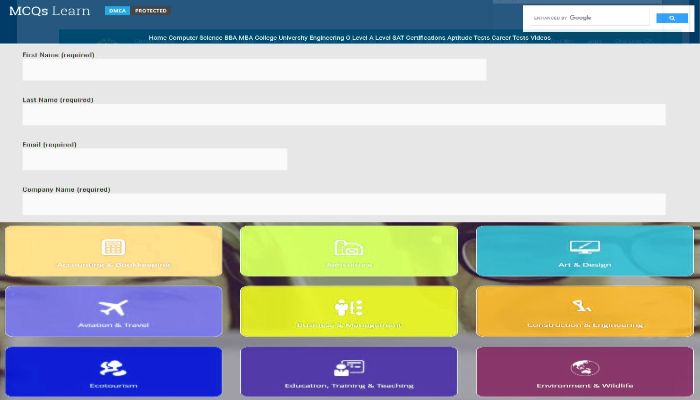 MCQs Learn
DMCA PROTECTED
ENHANCED BY Google
Home Computer Science BBA MBA College University Engineering O Level A Level SAT Certifications Aptitude Tests Career Tests Videos
First Name (required)
Last Name (required)
Email (required)
Company Name (required)
Accounting & Bookkeeping
Art & Design
Aviation & Travel
Business & Management
Construction & Engineering
Ecotourism
Education, Training & Teaching
Environment & Wildlife